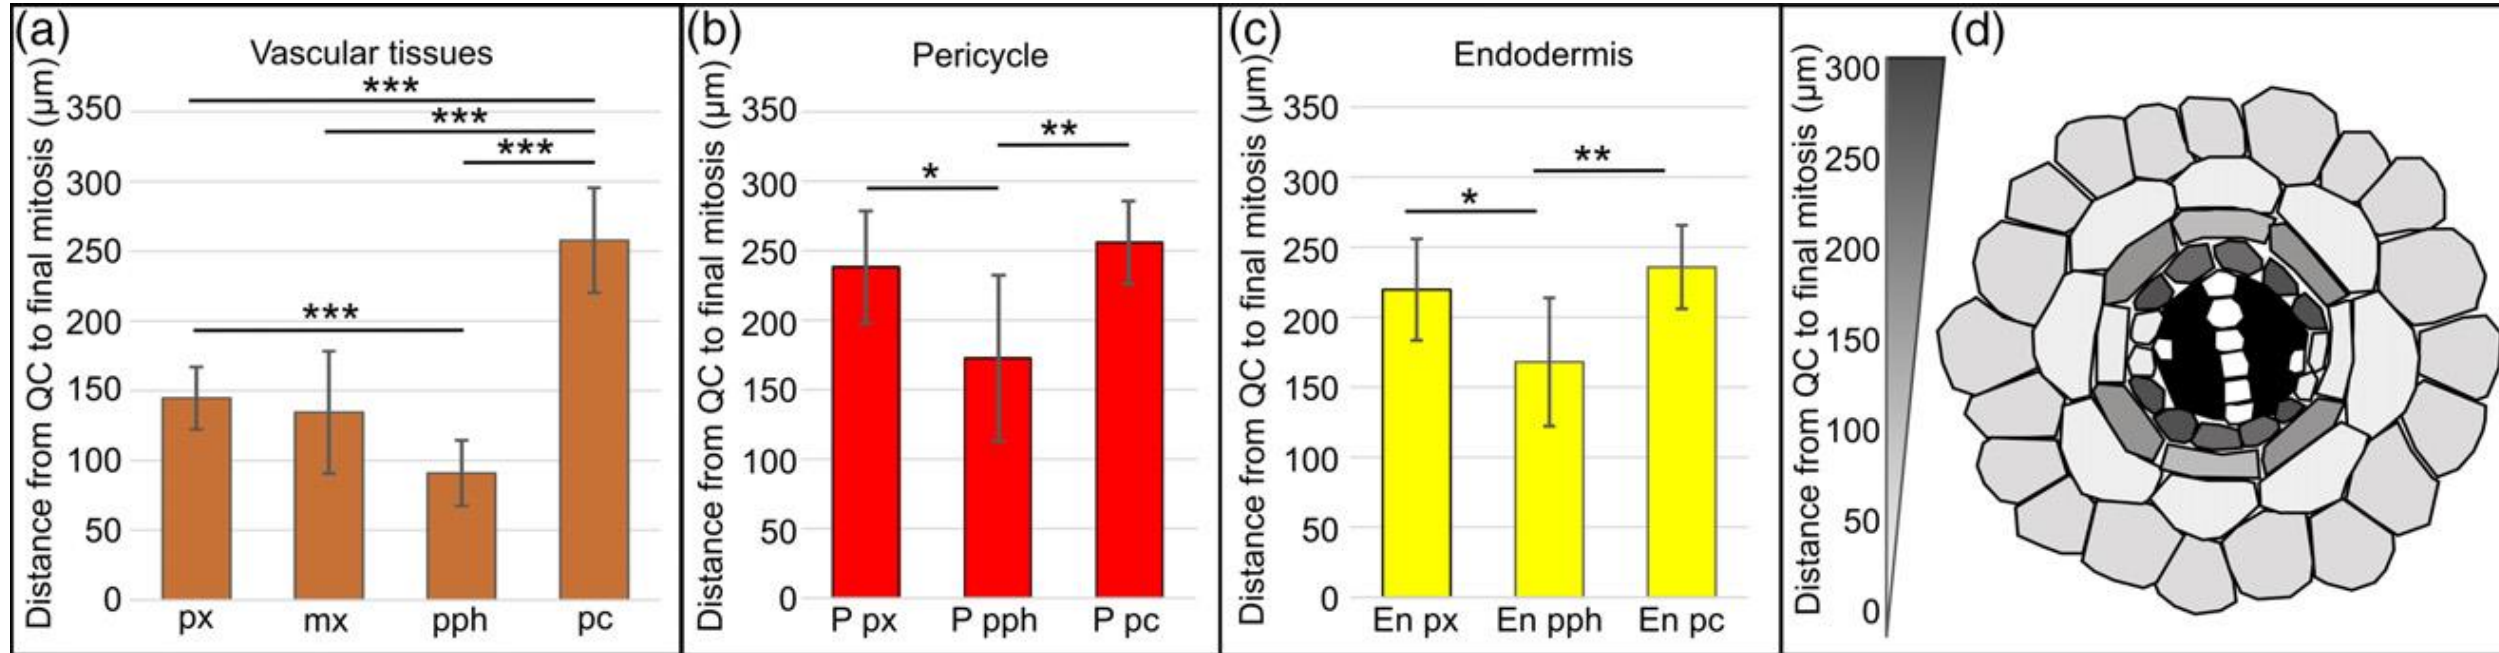 (a)
Vascular tissues
Distance from QC to final mitosis (μm)
350
300
250
200
150
100
50
0
***
***
***
***
px mx pph pc
(b)
Pericycle
Distance from QC to final mitosis (μm)
350
300
250
200
150
100
50
0
*
**
P px P pph P pc
(c)
Endodermis
Distance from QC to final mitosis (μm)
350
300
250
200
150
100
50
0
*
**
En px En pph En pc
(d)
Distance from QC to final mitosis (μm)
300
250
200
150
100
50
0